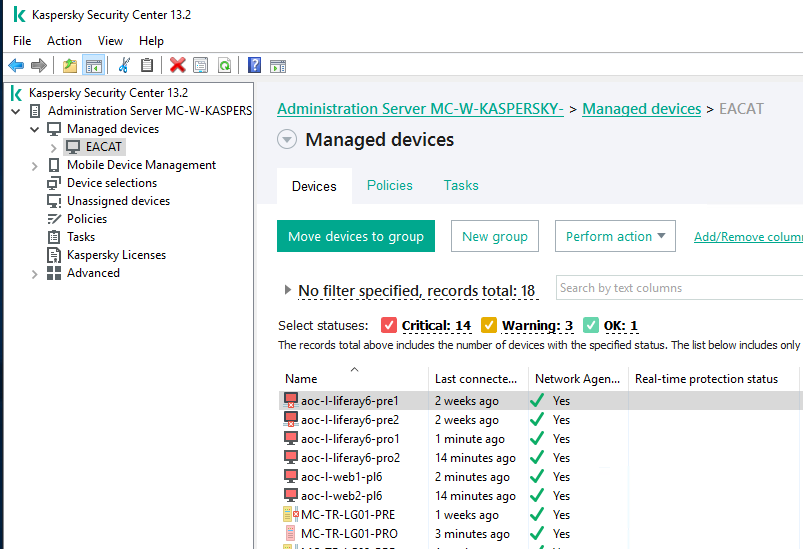 Kaspersky Security Center 13.2
File Action View Help
Kaspersky Security Center 13.2
Administration Server MC-W-KASPERS
Managed devices
EACAT
Mobile Device Management
Device selections
Unassigned devices
Policies
Tasks
Kaspersky Licenses
Advanced
Administration Server MC-W-KASPERSKY- > Managed devices > EACAT
Managed devices
Devices Policies Tasks
Move devices to group New group Perform action Add/Remove colum
No filter specified, records total: 18 Search by text columns
Select statuses: Critical: 14 Warning: 3 OK: 1
The records total above includes the number of devices with the specified status. The list below includes only
Name Last connecte... Network Agen... Real-time protection status
aoc-l-liferay6-pre1 2 weeks ago Yes
aoc-l-liferay6-pre2 2 weeks ago Yes
aoc-l-liferay6-pro1 1 minute ago Yes
aoc-l-liferay6-pro2 14 minutes ago Yes
aoc-l-web1-pl6 2 minutes ago Yes
aoc-l-web2-pl6 14 minutes ago Yes
MC-TR-LG01-PRE 1 weeks ago Yes
MC-TR-LG01-PRO 3 minutes ago Yes